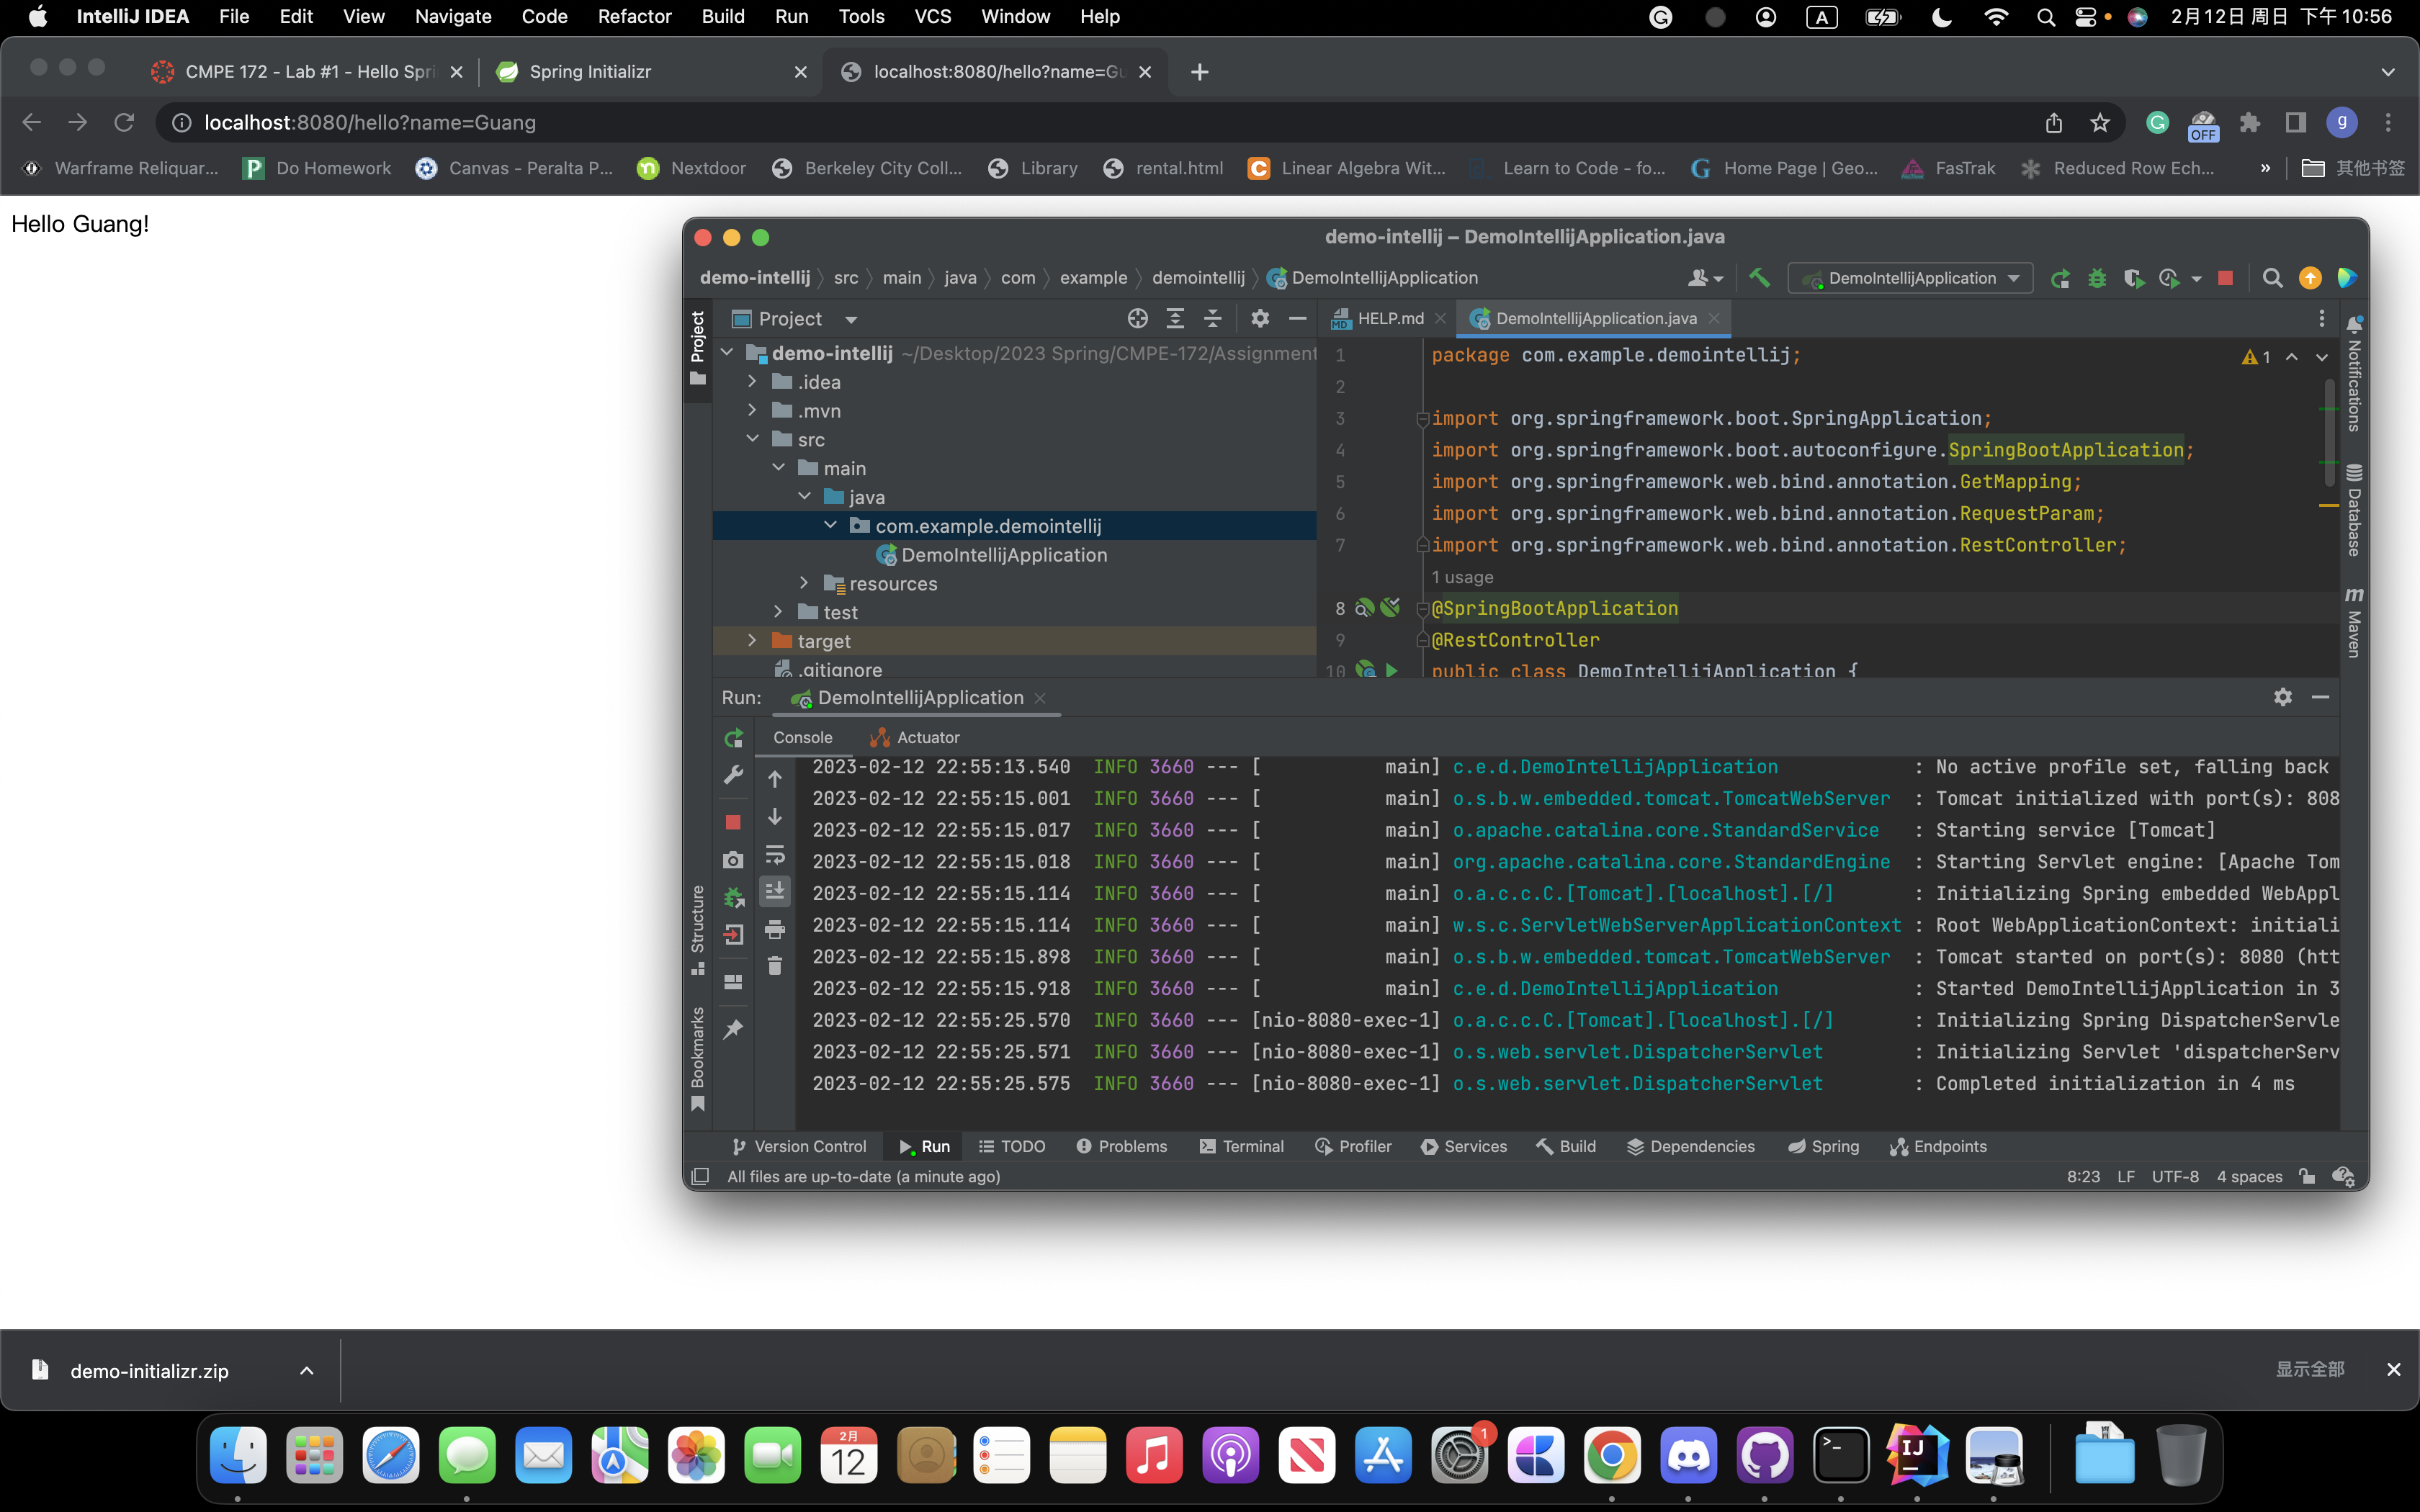 IntelliJ IDEA File Edit View Navigate Code Refactor Build Run Tools VCS Window Help A 2月12日 周日 下午 10:56
CMPE 172 - Lab #1 - Hello Spri
Spring Initializr
localhost:8080/hello?name=Gu
localhost:8080/hello?name=Guang
OFF
g
Warframe Reliquar... Do Homework Canvas - Peralta P... Nextdoor Berkeley City Coll... Library rental.html Linear Algebra Wit... Learn to Code - fo... Home Page | Geo... FasTrak Reduced Row Ech... » 其他书签
Hello Guang!
demo-intellij – DemoIntellijApplication.java
demo-intellij src main java com example demointellij DemoIntellijApplication
DemoIntellijApplication
Project
Project
HELP.md
DemoIntellijApplication.java
demo-intellij ~/Desktop/2023 Spring/CMPE-172/Assignment
.idea
.mvn
src
main
java
com.example.demointellij
DemoIntellijApplication
resources
test
target
.gitignore
1 package com.example.demointellij;
1
2
3 import org.springframework.boot.SpringApplication;
4 import org.springframework.boot.autoconfigure.SpringBootApplication;
5 import org.springframework.web.bind.annotation.GetMapping;
6 import org.springframework.web.bind.annotation.RequestParam;
7 import org.springframework.web.bind.annotation.RestController;
1 usage
8 @SpringBootApplication
9 @RestController
10 public class DemoIntellijApplication {
Notifications
Database
m Maven
Run: DemoIntellijApplication
Console Actuator
2023-02-12 22:55:13.540 INFO 3660 --- [ main] c.e.d.DemoIntellijApplication : No active profile set, falling back
2023-02-12 22:55:15.001 INFO 3660 --- [ main] o.s.b.w.embedded.tomcat.TomcatWebServer : Tomcat initialized with port(s): 808
2023-02-12 22:55:15.017 INFO 3660 --- [ main] o.apache.catalina.core.StandardService : Starting service [Tomcat]
2023-02-12 22:55:15.018 INFO 3660 --- [ main] org.apache.catalina.core.StandardEngine : Starting Servlet engine: [Apache Tom
2023-02-12 22:55:15.114 INFO 3660 --- [ main] o.a.c.c.C.[Tomcat].[localhost].[/] : Initializing Spring embedded WebAppl
2023-02-12 22:55:15.114 INFO 3660 --- [ main] w.s.c.ServletWebServerApplicationContext : Root WebApplicationContext: initiali
2023-02-12 22:55:15.898 INFO 3660 --- [ main] o.s.b.w.embedded.tomcat.TomcatWebServer : Tomcat started on port(s): 8080 (htt
2023-02-12 22:55:15.918 INFO 3660 --- [ main] c.e.d.DemoIntellijApplication : Started DemoIntellijApplication in 3
2023-02-12 22:55:25.570 INFO 3660 --- [nio-8080-exec-1] o.a.c.c.C.[Tomcat].[localhost].[/] : Initializing Spring DispatcherServle
2023-02-12 22:55:25.571 INFO 3660 --- [nio-8080-exec-1] o.s.web.servlet.DispatcherServlet : Initializing Servlet 'dispatcherServ
2023-02-12 22:55:25.575 INFO 3660 --- [nio-8080-exec-1] o.s.web.servlet.DispatcherServlet : Completed initialization in 4 ms
Structure
Bookmarks
Version Control Run TODO Problems Terminal Profiler Services Build Dependencies Spring Endpoints
All files are up-to-date (a minute ago) 8:23 LF UTF-8 4 spaces
demo-initializr.zip 显示全部
2月
12
1
IJ